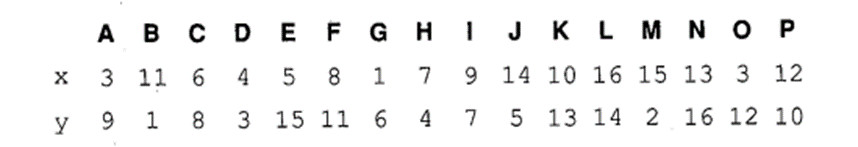 A B C D E F G H I J K L M N O P
x 3 11 6 4 5 8 1 7 9 14 10 16 15 13 3 12
y 9 1 8 3 15 11 6 4 7 5 13 14 2 16 12 10